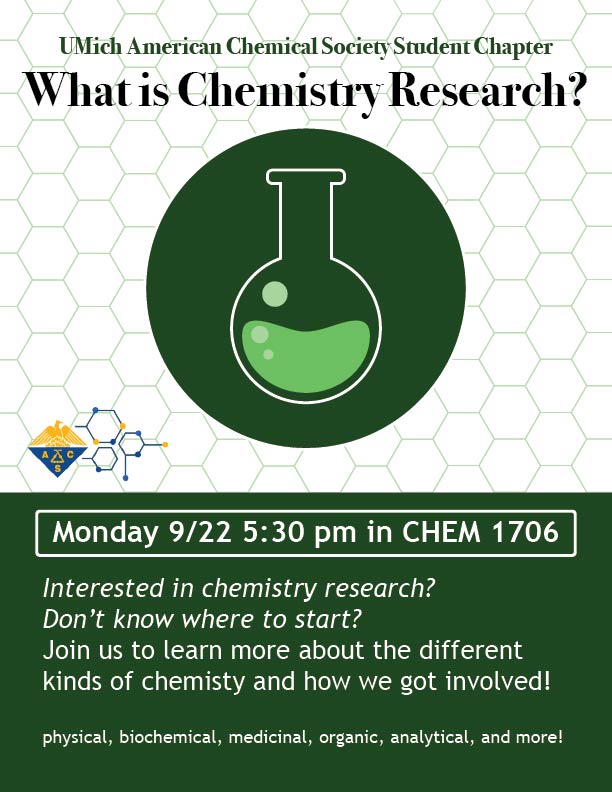 UMich American Chemical Society Student Chapter
What is Chemistry Research?
A C
S
Monday 9/22 5:30 pm in CHEM 1706
Interested in chemistry research?
Don’t know where to start?
Join us to learn more about the different
kinds of chemisty and how we got involved!
physical, biochemical, medicinal, organic, analytical, and more!